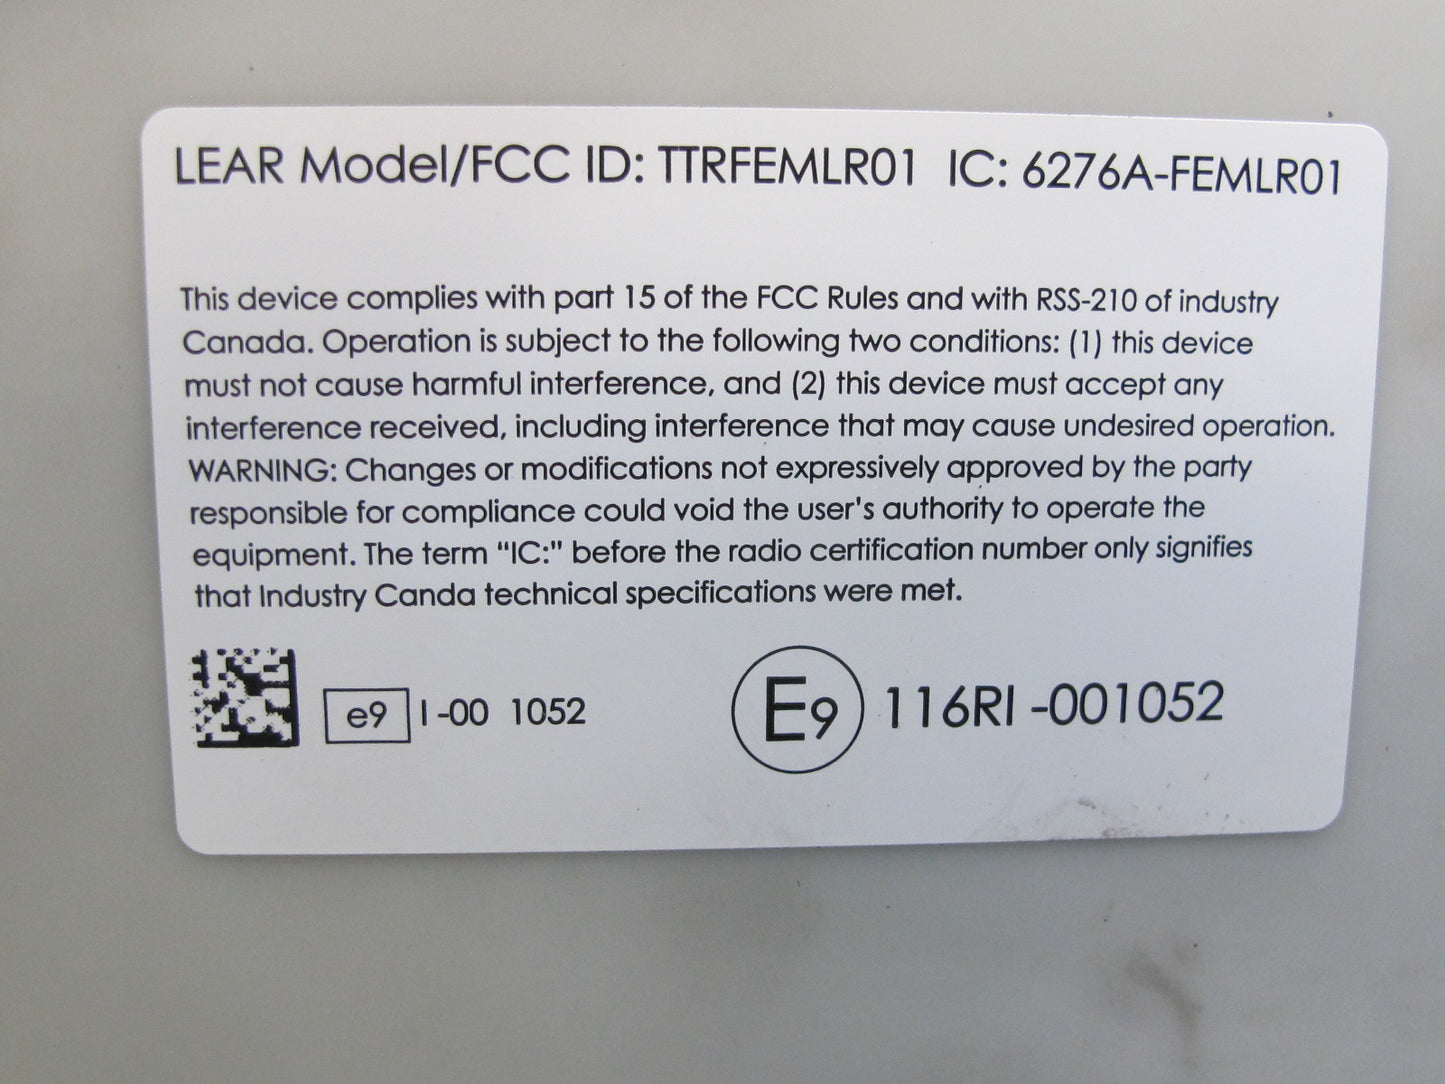 LEAR Model/FCC ID: TTRFEMLR01 IC: 6276A-FEMLR01
This device complies with part 15 of the FCC Rules and with RSS-210 of industry
Canada. Operation is subject to the following two conditions: (1) this device
must not cause harmful interference, and (2) this device must accept any
interference received, including interference that may cause undesired operation.
WARNING: Changes or modifications not expressively approved by the party
responsible for compliance could void the user's authority to operate the
equipment. The term "IC:" before the radio certification number only signifies
that Industry Canda technical specifications were met.
e9 I-00 1052 E9 116RI-001052